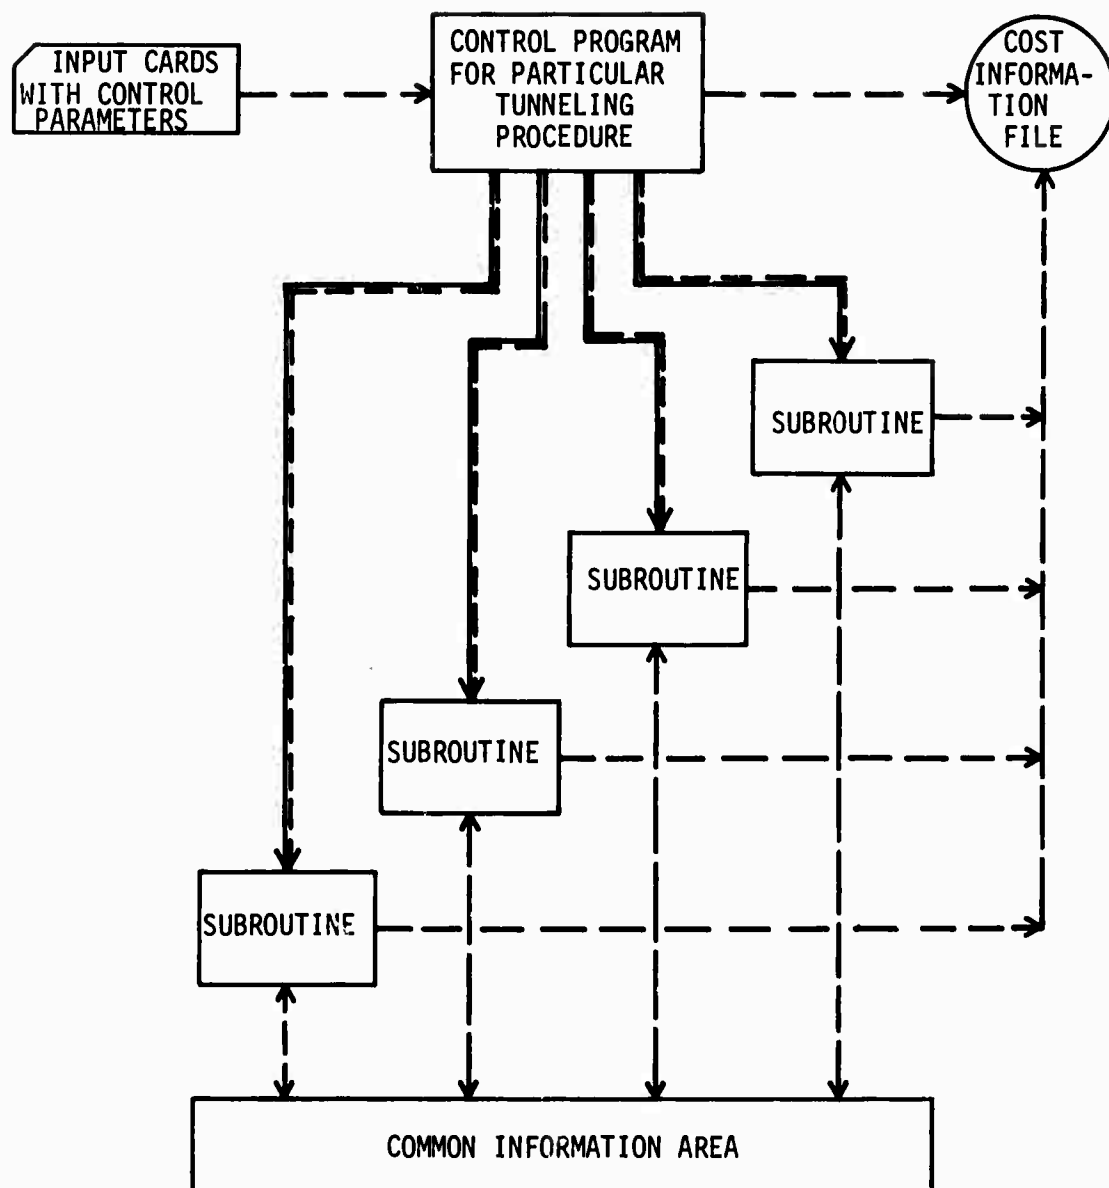 INPUT CARDS
WITH CONTROL
PARAMETERS
CONTROL PROGRAM
FOR PARTICULAR
TUNNELING
PROCEDURE
COST
INFORMA-
TION
FILE
SUBROUTINE
SUBROUTINE
SUBROUTINE
SUBROUTINE
COMMON INFORMATION AREA